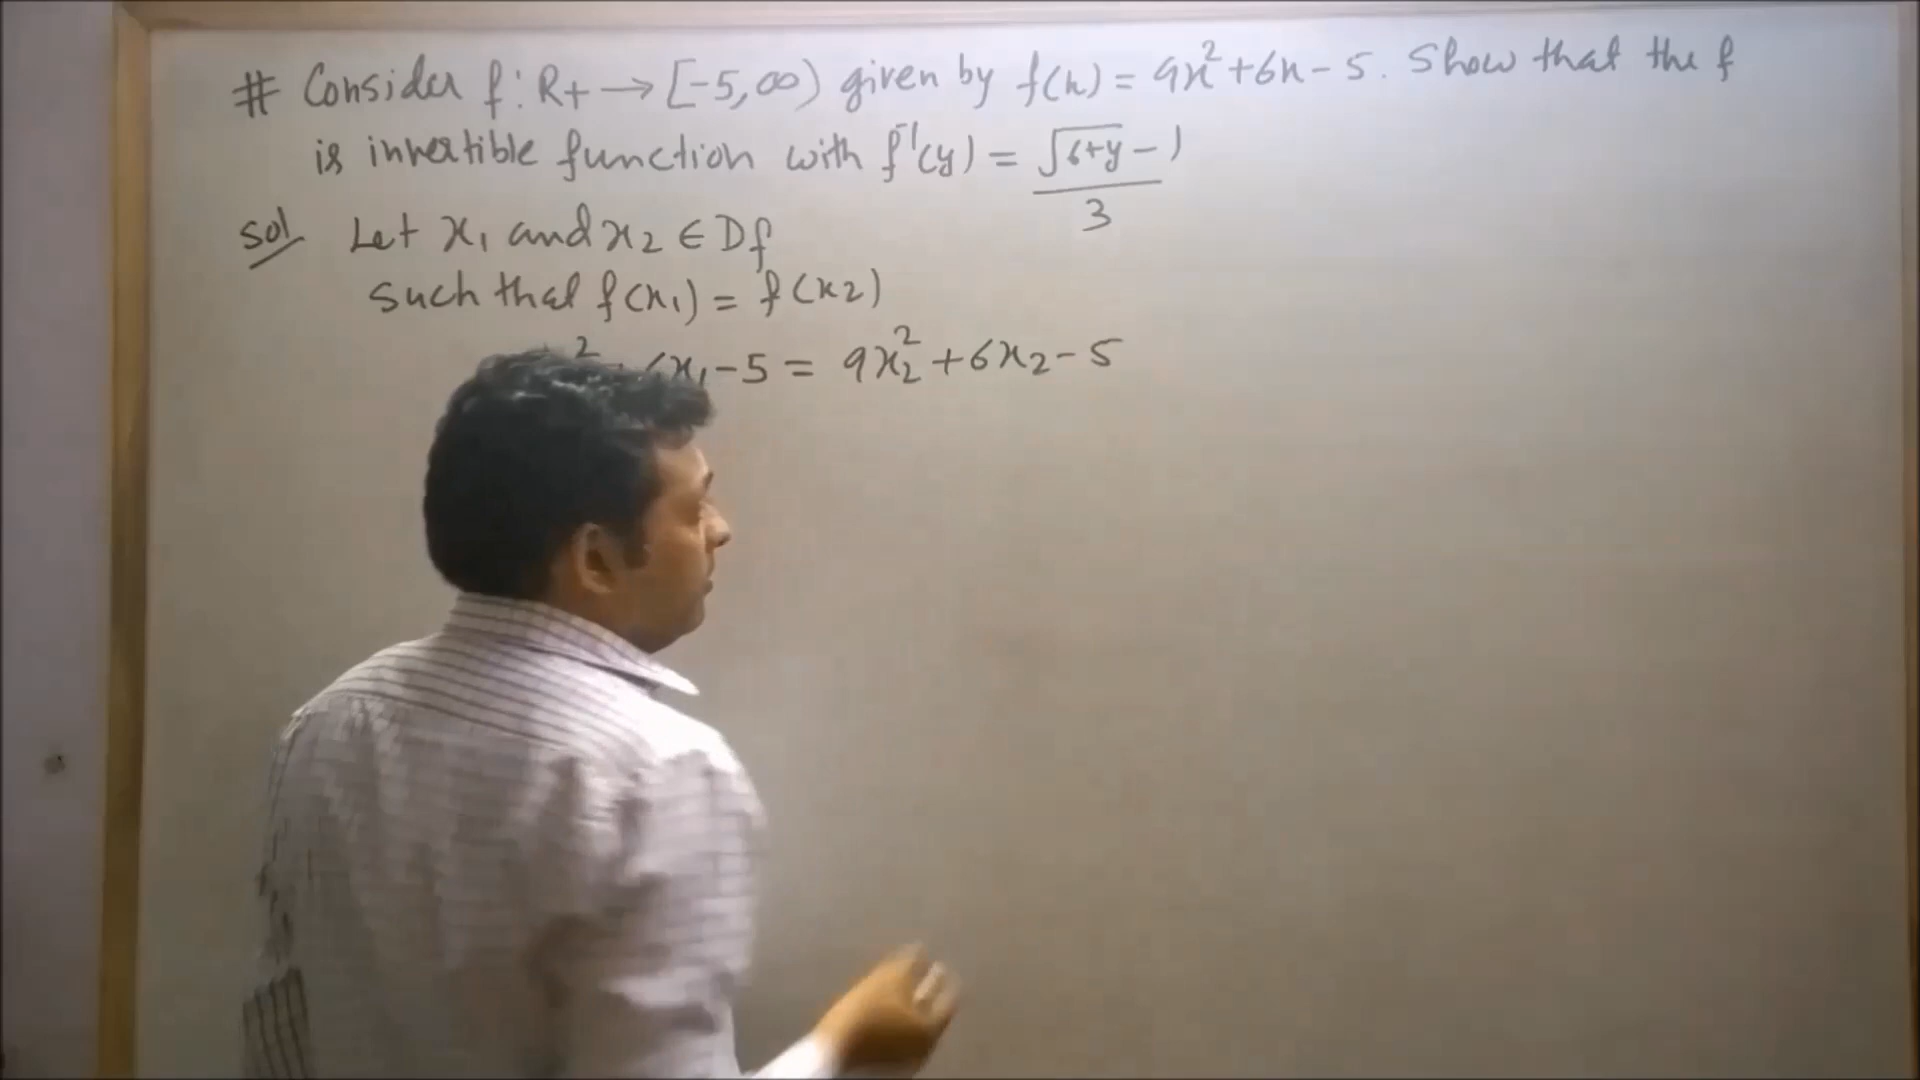 # Consider f : R+ → [-5, ∞) given by f(x) = 9x² + 6x - 5. Show that the f
is invertible function with f⁻¹(y) = (√(6+y) - 1)/3
Sol Let x₁ and x₂ ∈ Df
such that f(x₁) = f(x₂)
² x₁ - 5 = 9x₂² + 6x₂ - 5